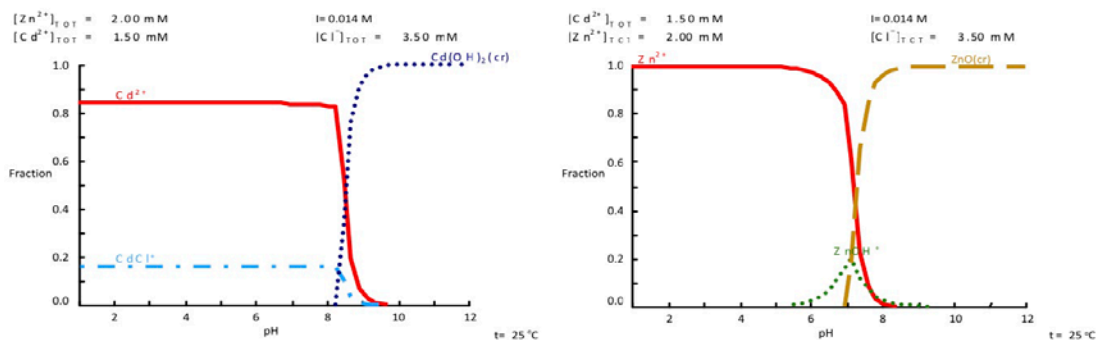 [Zn²⁺]TOT = 2.00 mM I= 0.014 M
[Cd²⁺]TOT = 1.50 mM [Cl⁻]TOT = 3.50 mM
Cd(OH)₂(cr)
1.0
Cd²⁺
0.8
0.6
Fraction
0.4
0.2
CdCl⁺
0.0
2 4 6 8 10 12
pH
t= 25 °C
[Cd²⁺]TOT = 1.50 M I= 0.014 M
[Zn²⁺]TCT = 2.00 mM [Cl⁻]TCT = 3.50 mM
Zn²⁺
ZnO(cr)
1.0
0.8
0.6
Fraction
0.4
ZnOH⁺
0.2
0.0
2 4 6 8 10 12
pH
t= 25 °C